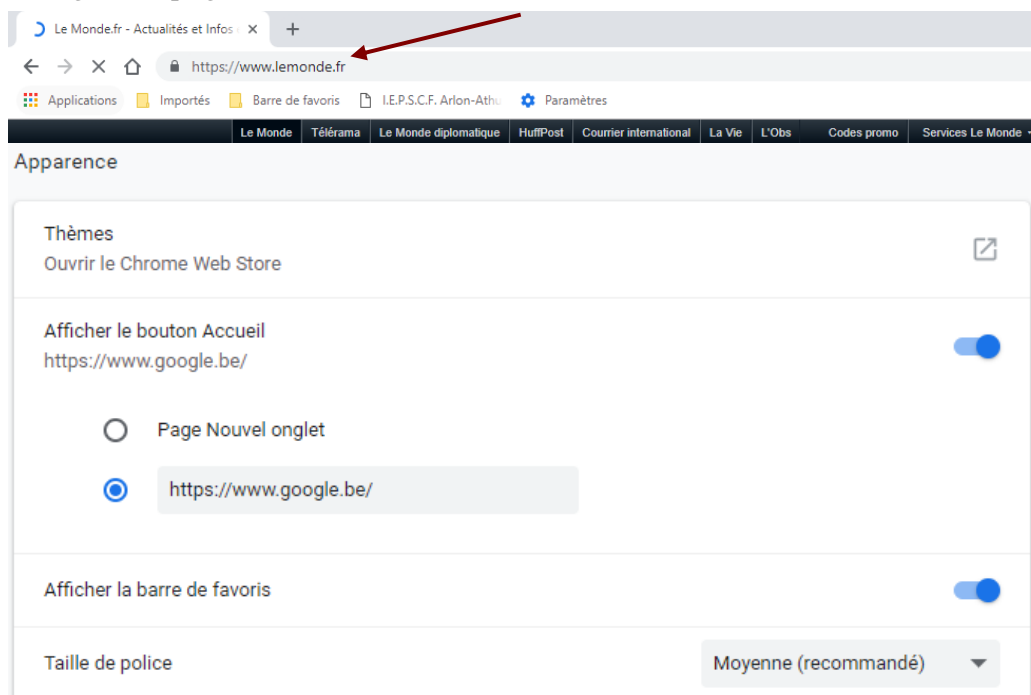 Le Monde.fr - Actualités et Infos
https://www.lemonde.fr
Applications Importés Barre de favoris I.E.P.S.C.F. Arlon-Athu Paramètres
Le Monde Télérama Le Monde diplomatique HuffPost Courrier international La Vie L'Obs Codes promo Services Le Monde
Apparence
Thèmes
Ouvrir le Chrome Web Store
Afficher le bouton Accueil
https://www.google.be/
Page Nouvel onglet
https://www.google.be/
Afficher la barre de favoris
Taille de police Moyenne (recommandé)